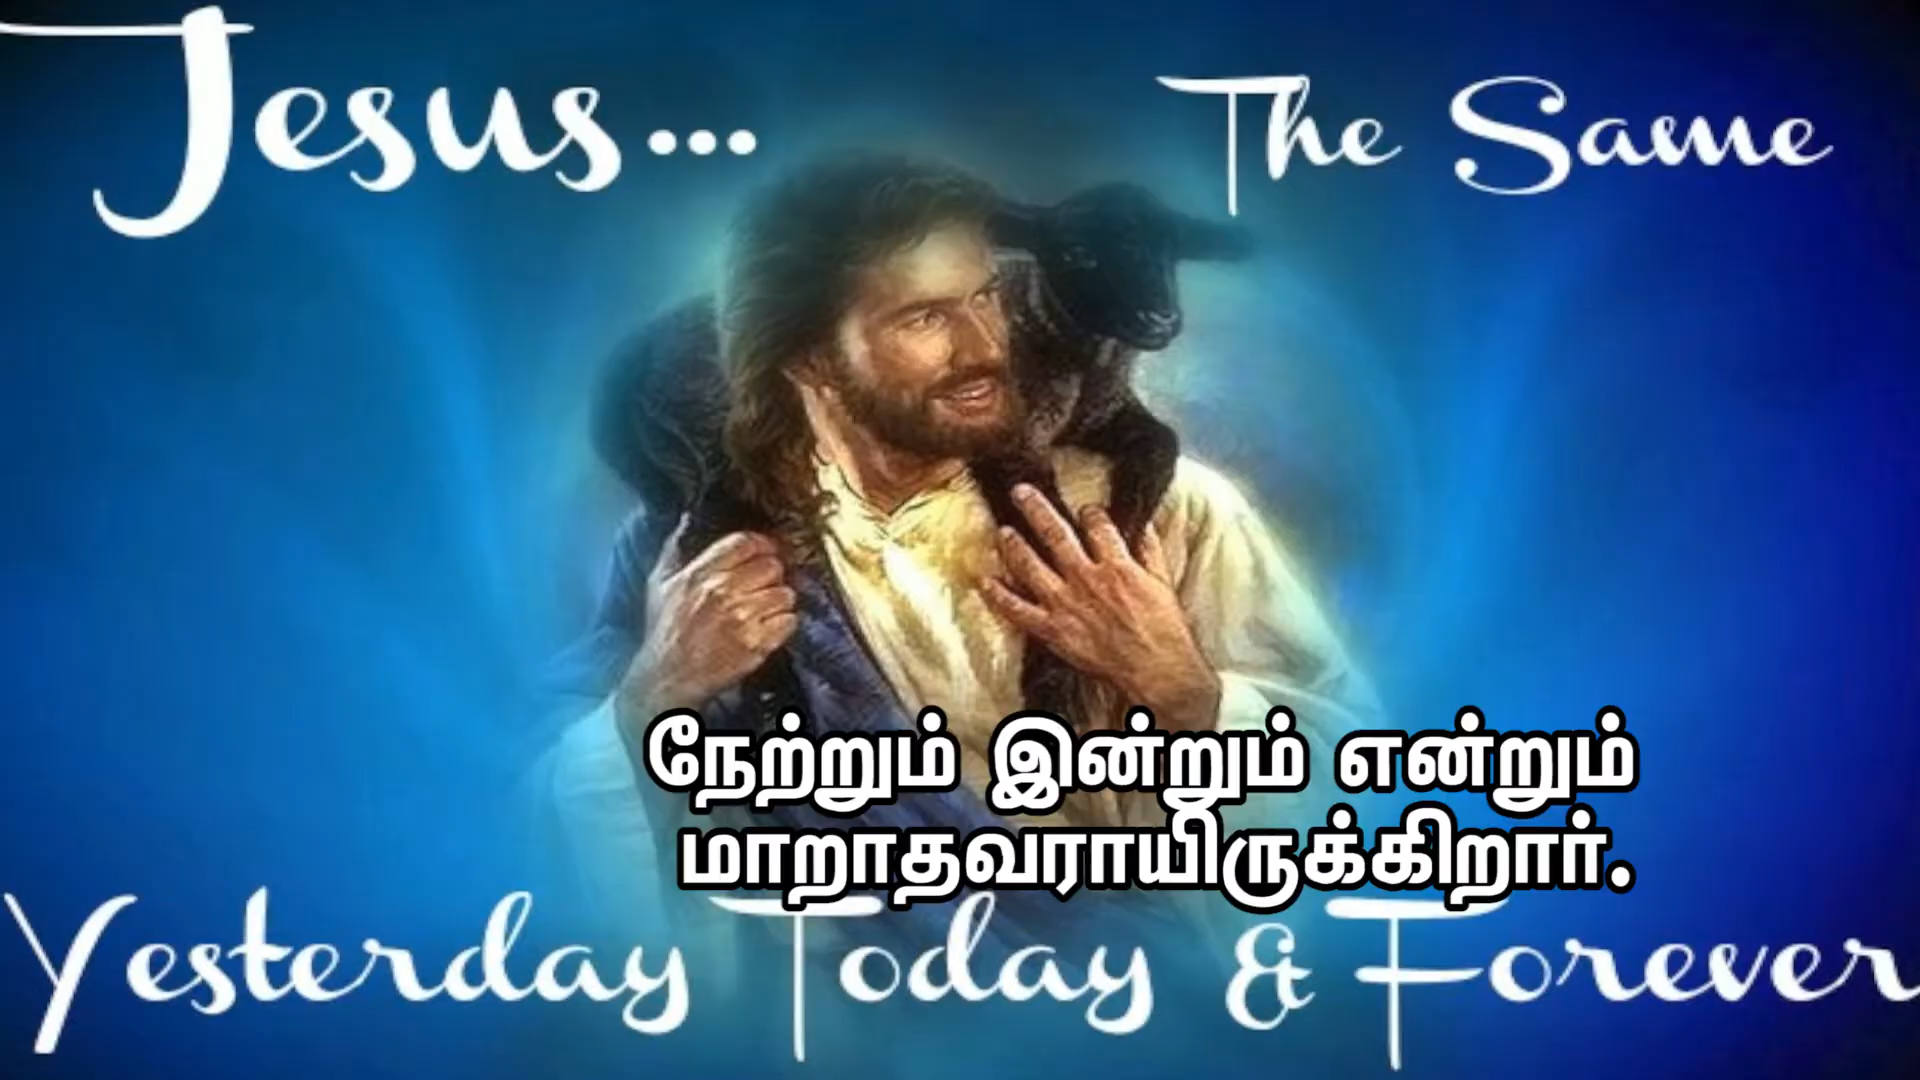 Jesus... The Same
நேற்றும் இன்றும் என்றும்
மாறாதவராயிருக்கிறார்.
Yesterday Today & Forever